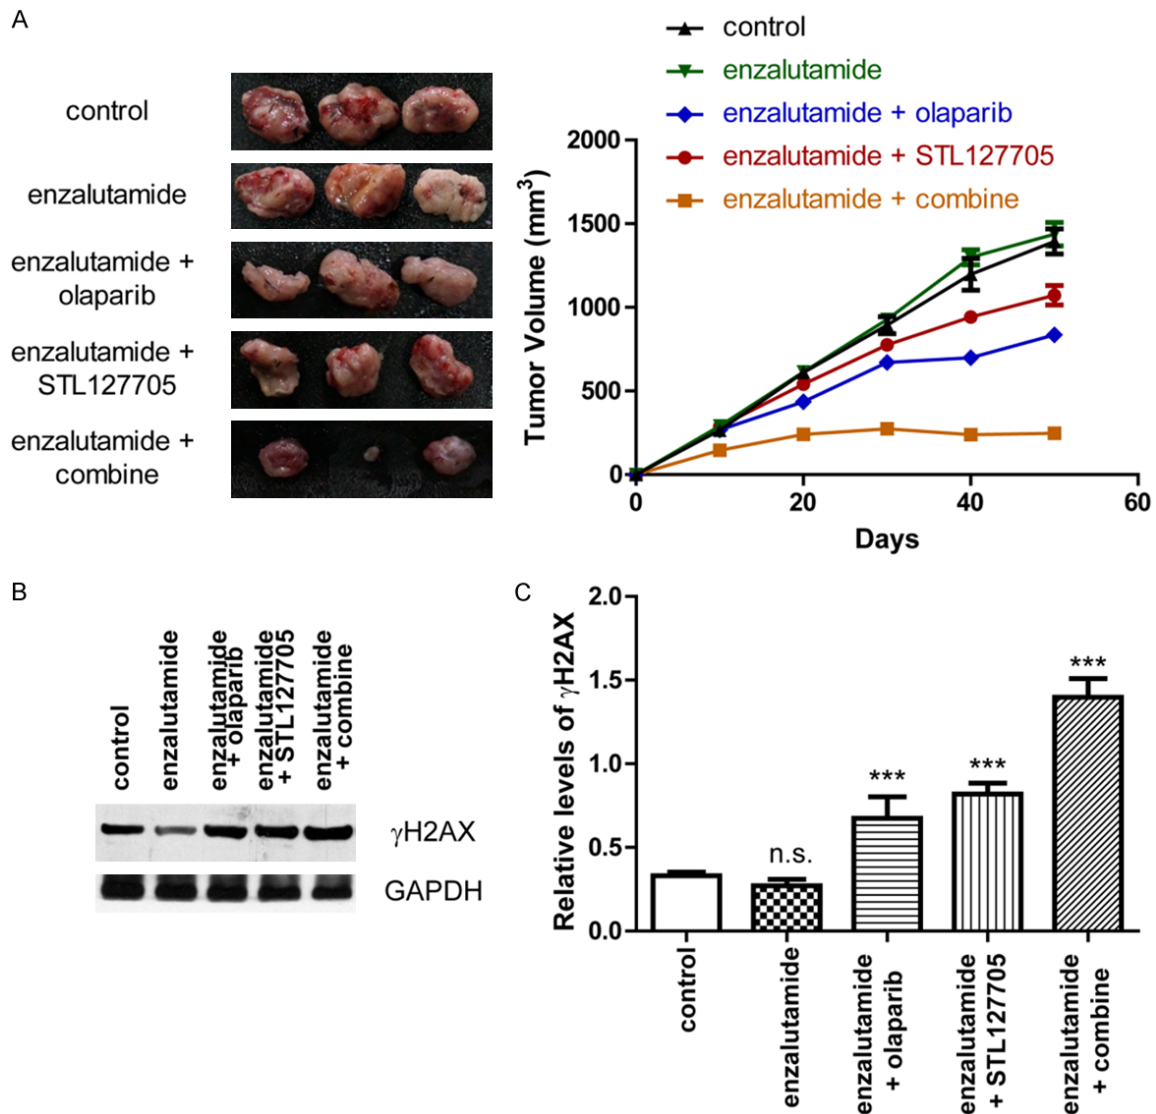 A
control
enzalutamide
enzalutamide +
olaparib
enzalutamide +
STL127705
enzalutamide +
combine
control
enzalutamide
enzalutamide + olaparib
enzalutamide + STL127705
enzalutamide + combine
Tumor Volume (mm³)
2000
1500
1000
500
0
0 20 40 60
Days
B
control
enzalutamide
enzalutamide
+ olaparib
enzalutamide
+ STL127705
enzalutamide
+ combine
γH2AX
GAPDH
C
Relative levels of γH2AX
2.0
1.5
1.0
0.5
0.0
n.s.
***
***
***
control
enzalutamide
enzalutamide
+ olaparib
enzalutamide
+ STL127705
enzalutamide
+ combine